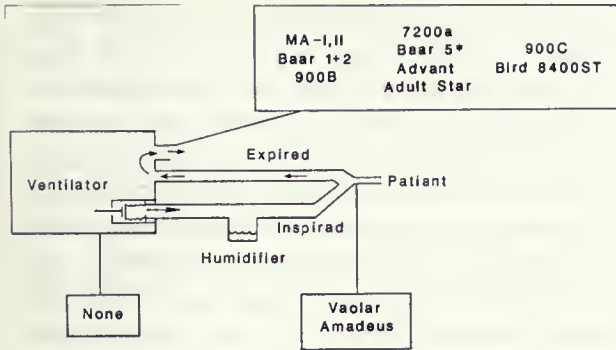 MA-I,II
Baar 1+2
900B
7200a
Baar 5*
Advant
Adult Star
900C
Bird 8400ST
Expired
Ventilator
Patiant
Inspirad
Humidifier
None
Vaolar
Amadeus